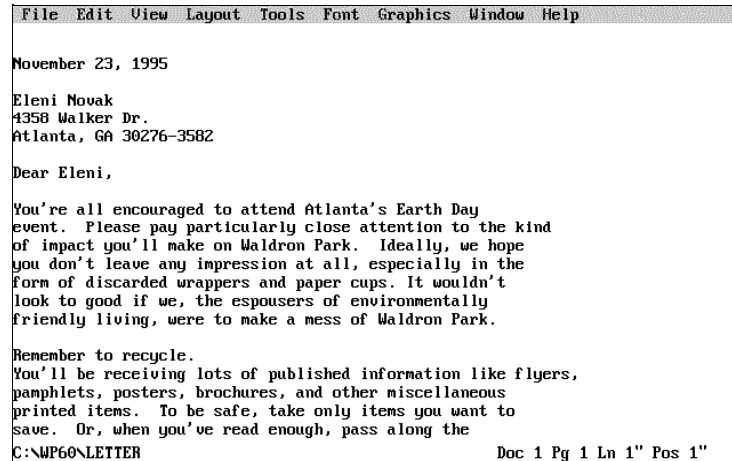 File Edit View Layout Tools Font Graphics Window Help
November 23, 1995
Eleni Novak
4358 Walker Dr.
Atlanta, GA 30276-3582
Dear Eleni,
You're all encouraged to attend Atlanta's Earth Day
event.  Please pay particularly close attention to the kind
of impact you'll make on Waldron Park.  Ideally, we hope
you don't leave any impression at all, especially in the
form of discarded wrappers and paper cups. It wouldn't
look to good if we, the espousers of environmentally
friendly living, were to make a mess of Waldron Park.
Remember to recycle.
You'll be receiving lots of published information like flyers,
pamphlets, posters, brochures, and other miscellaneous
printed items.  To be safe, take only items you want to
save.  Or, when you've read enough, pass along the
C:\WP60\LETTER Doc 1 Pg 1 Ln 1" Pos 1"